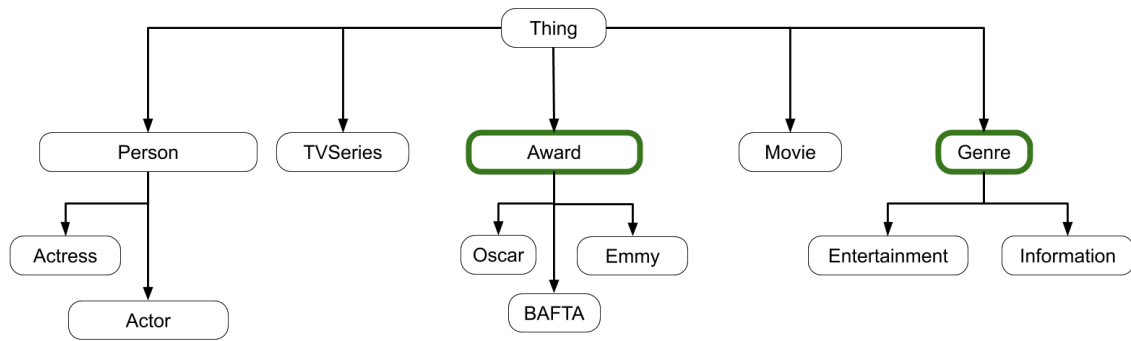 Thing
Person
TVSeries
Award
Movie
Genre
Actress
Oscar
Emmy
Entertainment
Information
Actor
BAFTA